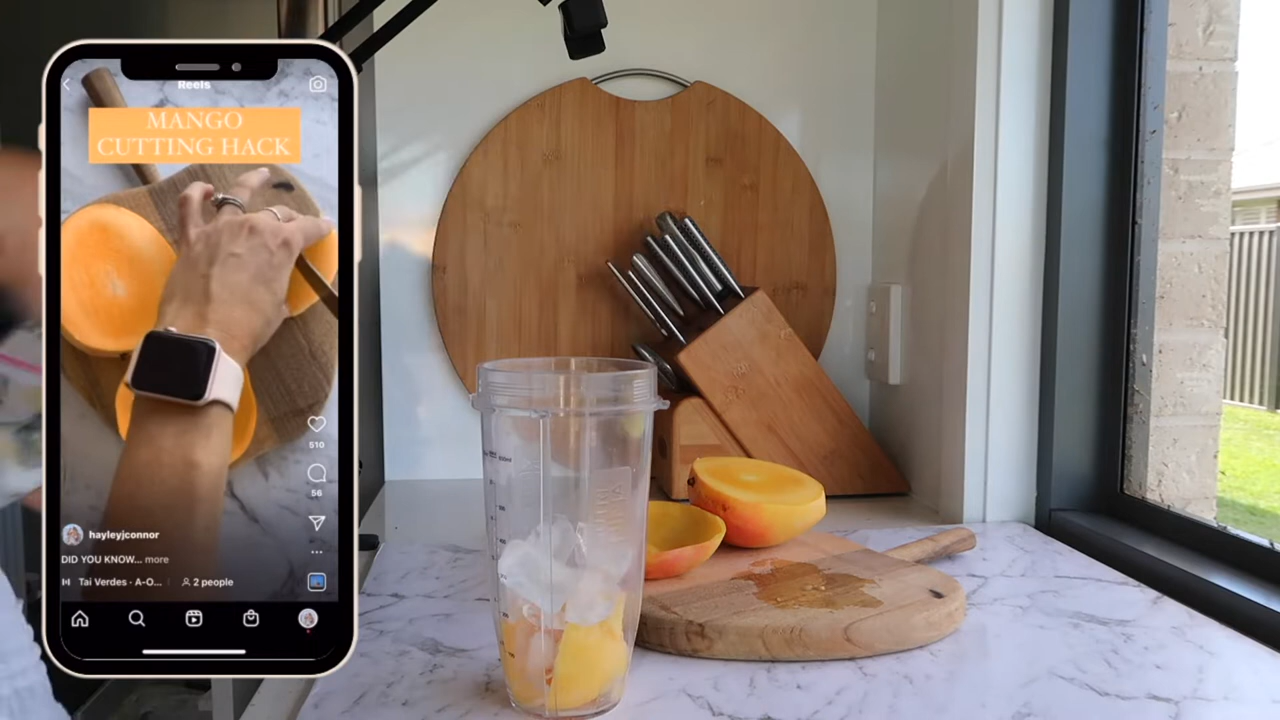 Reels
MANGO
CUTTING HACK
510
56
hayleyjconnor
DID YOU KNOW... more
Tai Verdes · A-O...
2 people